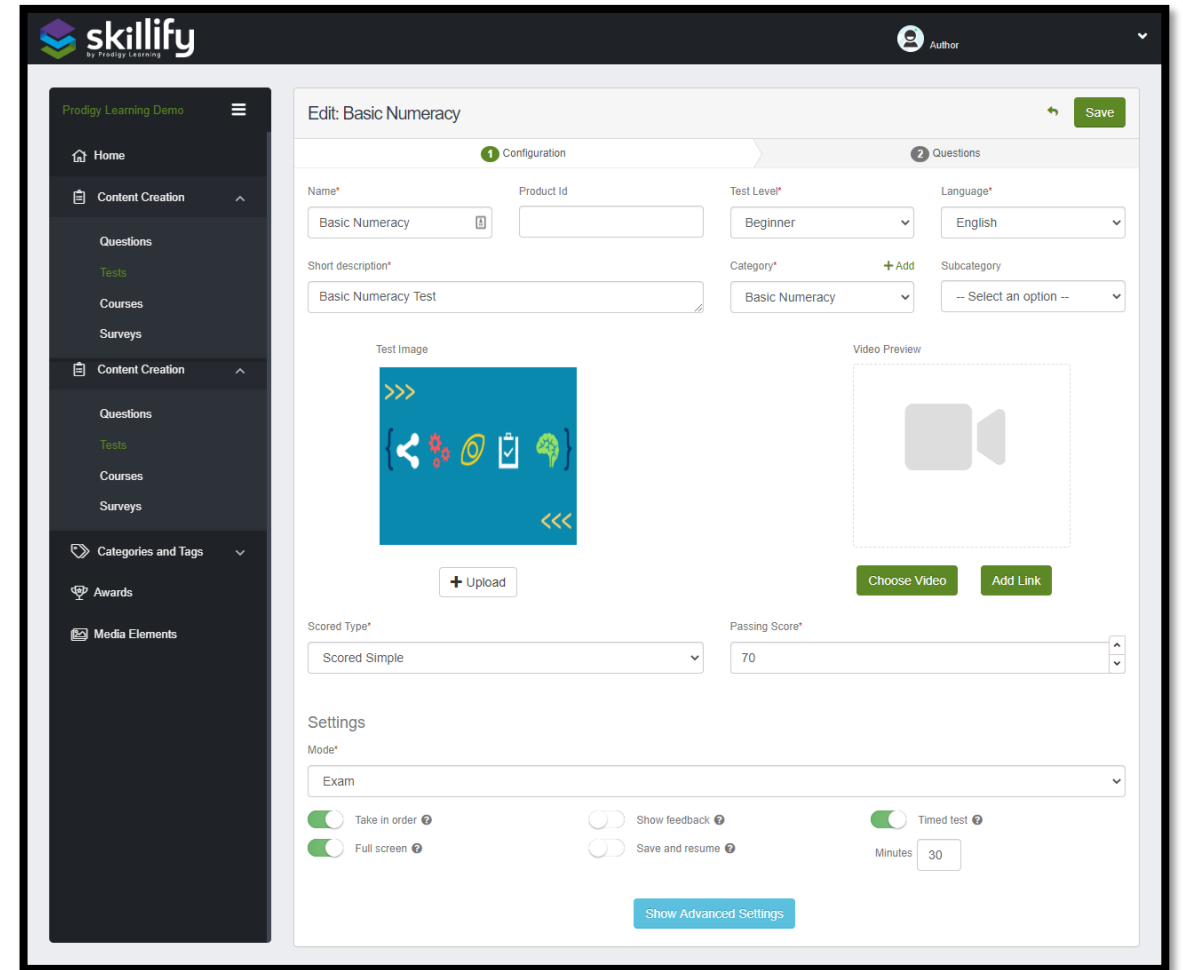 skillify
by Prodigy Learning
Author
Prodigy Learning Demo
Home
Content Creation
Questions
Tests
Courses
Surveys
Content Creation
Questions
Tests
Courses
Surveys
Categories and Tags
Awards
Media Elements
Edit: Basic Numeracy
Save
1 Configuration
2 Questions
Name* Product Id Test Level* Language*
Basic Numeracy Beginner English
Short description* Category* + Add Subcategory
Basic Numeracy Test Basic Numeracy -- Select an option --
Test Image Video Preview
>>>
{ }
<<<
+ Upload Choose Video Add Link
Scored Type* Passing Score*
Scored Simple 70
Settings
Mode*
Exam
Take in order ? Show feedback ? Timed test ?
Full screen ? Save and resume ? Minutes 30
Show Advanced Settings